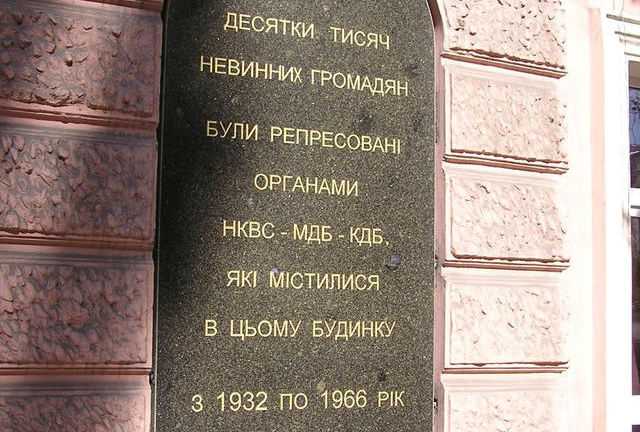 ДЕСЯТКИ ТИСЯЧ
НЕВИННИХ ГРОМАДЯН
БУЛИ РЕПРЕСОВАНІ
ОРГАНАМИ
НКВС - МДБ - КДБ,
ЯКІ МІСТИЛИСЯ
В ЦЬОМУ БУДИНКУ
З 1932 ПО 1966 РІК